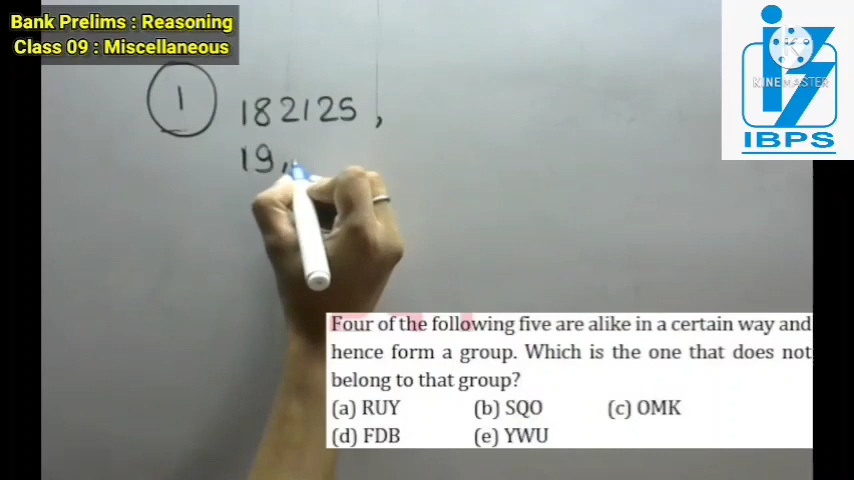 Bank Prelims : Reasoning
Class 09 : Miscellaneous
KINEMASTER
IBPS
1
182125 ,
19,
Four of the following five are alike in a certain way and
hence form a group. Which is the one that does not
belong to that group?
(a) RUY (b) SQO (c) OMK
(d) FDB (e) YWU